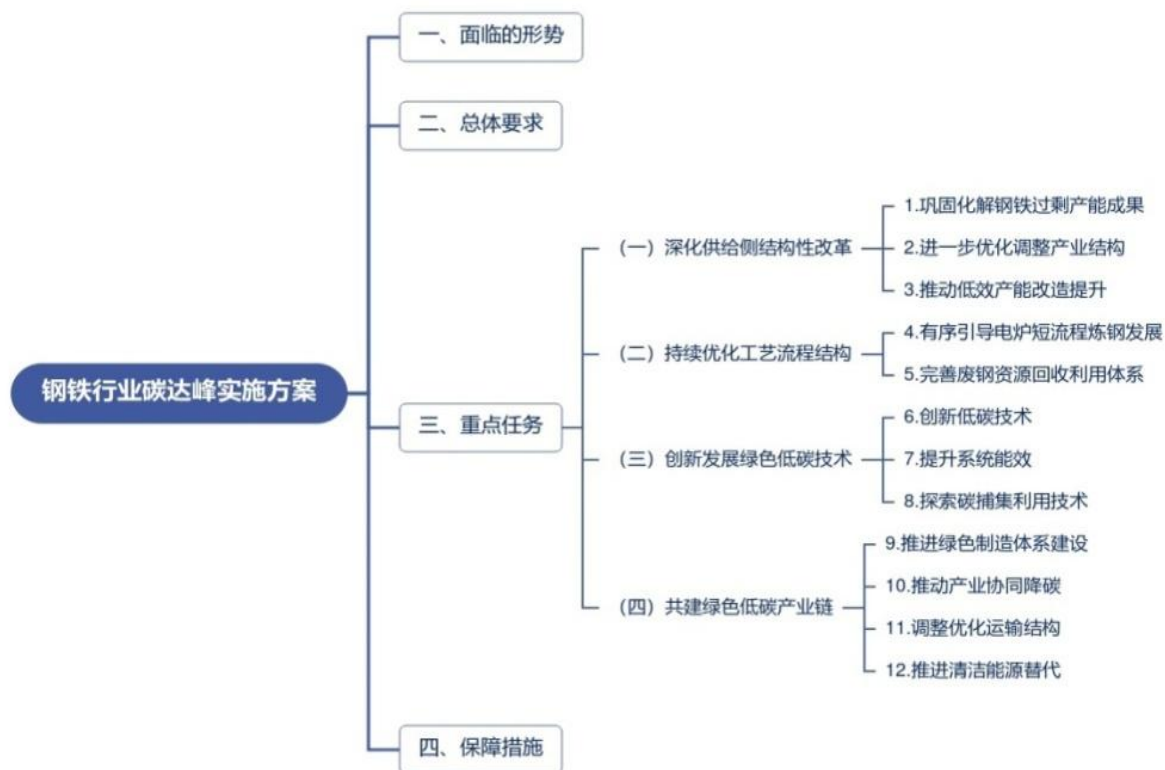 钢铁行业碳达峰实施方案
一、面临的形势
二、总体要求
三、重点任务
（一）深化供给侧结构性改革
1.巩固化解钢铁过剩产能成果
2.进一步优化调整产业结构
3.推动低效产能改造提升
（二）持续优化工艺流程结构
4.有序引导电炉短流程炼钢发展
5.完善废钢资源回收利用体系
（三）创新发展绿色低碳技术
6.创新低碳技术
7.提升系统能效
8.探索碳捕集利用技术
（四）共建绿色低碳产业链
9.推进绿色制造体系建设
10.推动产业协同降碳
11.调整优化运输结构
12.推进清洁能源替代
四、保障措施